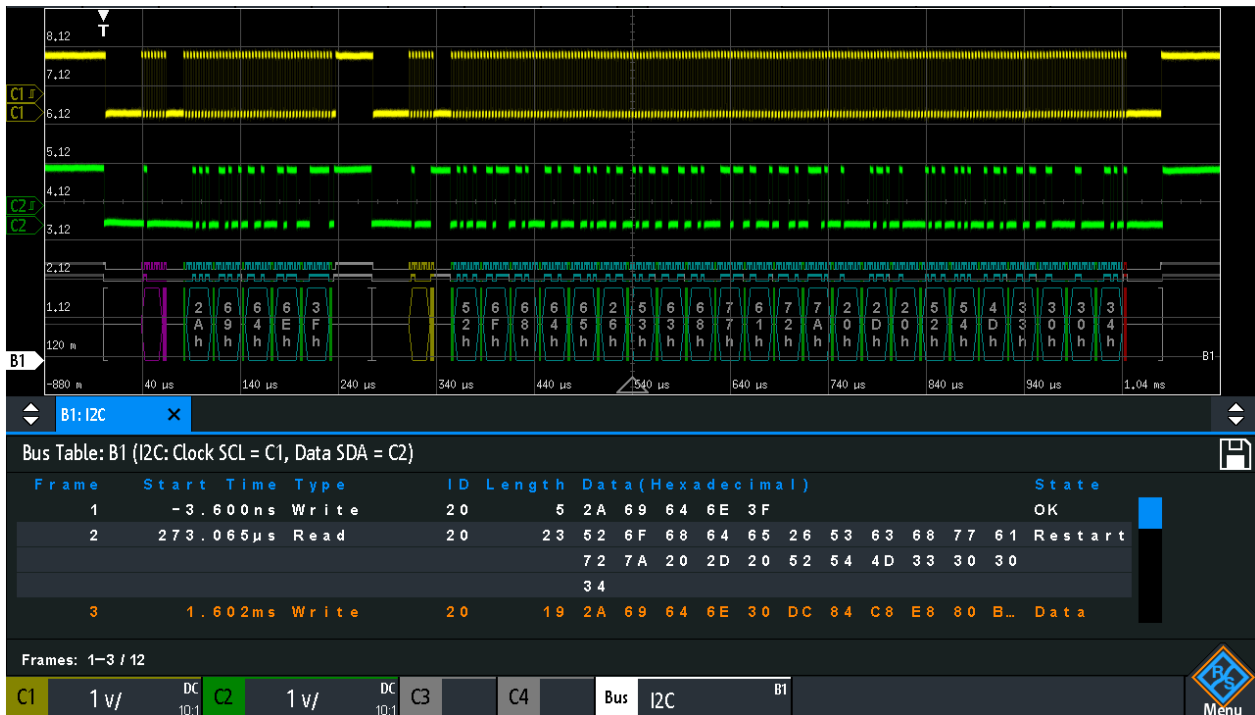 T
8.12
7.12
C1
C1
6.12
5.12
4.12
C2
C2
3.12
2.12
1.12
2A h 69 h 64 h 6E h 3F h 52 h 6F h 68 h 64 h 65 h 26 h 53 h 63 h 68 h 77 h 61 h 72 h 7A h 20 h 2D h 20 h 52 h 54 h 4D h 33 h 30 h 30 h 34 h
120 m
B1
B1
-880 m 40 µs 140 µs 240 µs 340 µs 440 µs 540 µs 640 µs 740 µs 840 µs 940 µs 1.04 ms
B1: I2C ×
Bus Table: B1 (I2C: Clock SCL = C1, Data SDA = C2)
Frame Start Time Type ID Length Data(Hexadecimal) State
1 -3.600ns Write 20 5 2A 69 64 6E 3F OK
2 273.065µs Read 20 23 52 6F 68 64 65 26 53 63 68 77 61 Restart
72 7A 20 2D 20 52 54 4D 33 30 30
34
3 1.602ms Write 20 19 2A 69 64 6E 30 DC 84 C8 E8 80 B… Data
Frames: 1–3 / 12
C1 1 V/ DC 10:1 C2 1 V/ DC 10:1 C3 C4 Bus I2C B1
R&S
Menu